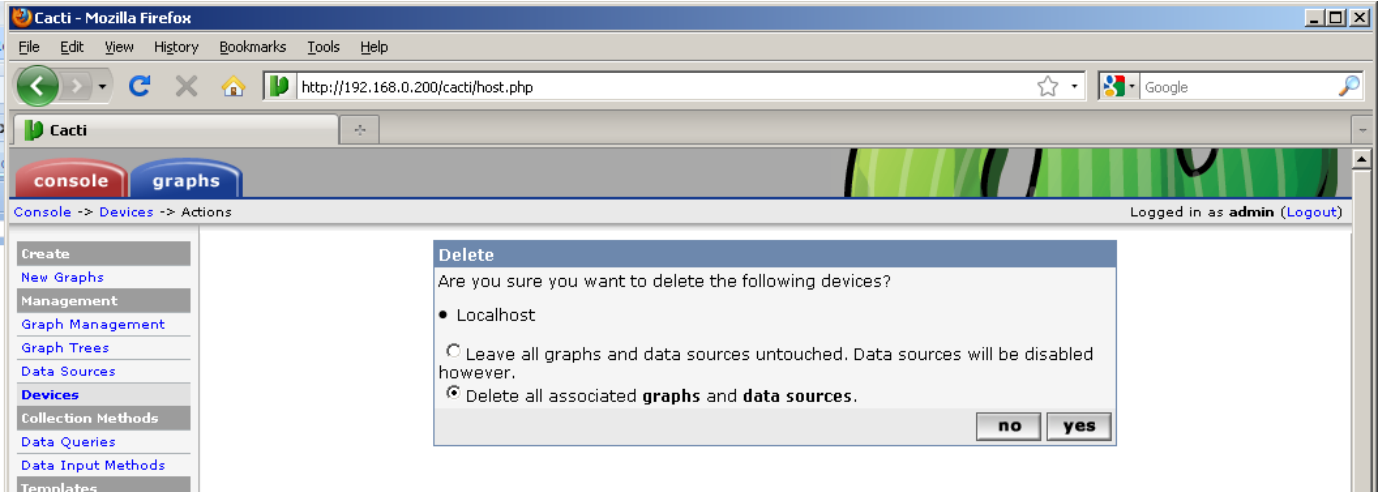 Cacti - Mozilla Firefox
File Edit View History Bookmarks Tools Help
http://192.168.0.200/cacti/host.php
Google
Cacti
console graphs
Console -> Devices -> Actions
Logged in as admin (Logout)
Create
New Graphs
Management
Graph Management
Graph Trees
Data Sources
Devices
Collection Methods
Data Queries
Data Input Methods
Templates
Delete
Are you sure you want to delete the following devices?
• Localhost
Leave all graphs and data sources untouched. Data sources will be disabled
however.
Delete all associated graphs and data sources.
no yes